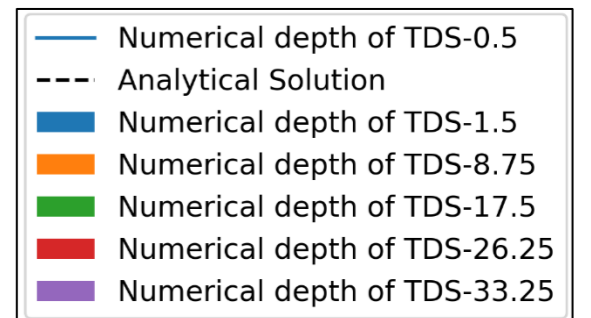 Numerical depth of TDS-0.5
Analytical Solution
Numerical depth of TDS-1.5
Numerical depth of TDS-8.75
Numerical depth of TDS-17.5
Numerical depth of TDS-26.25
Numerical depth of TDS-33.25